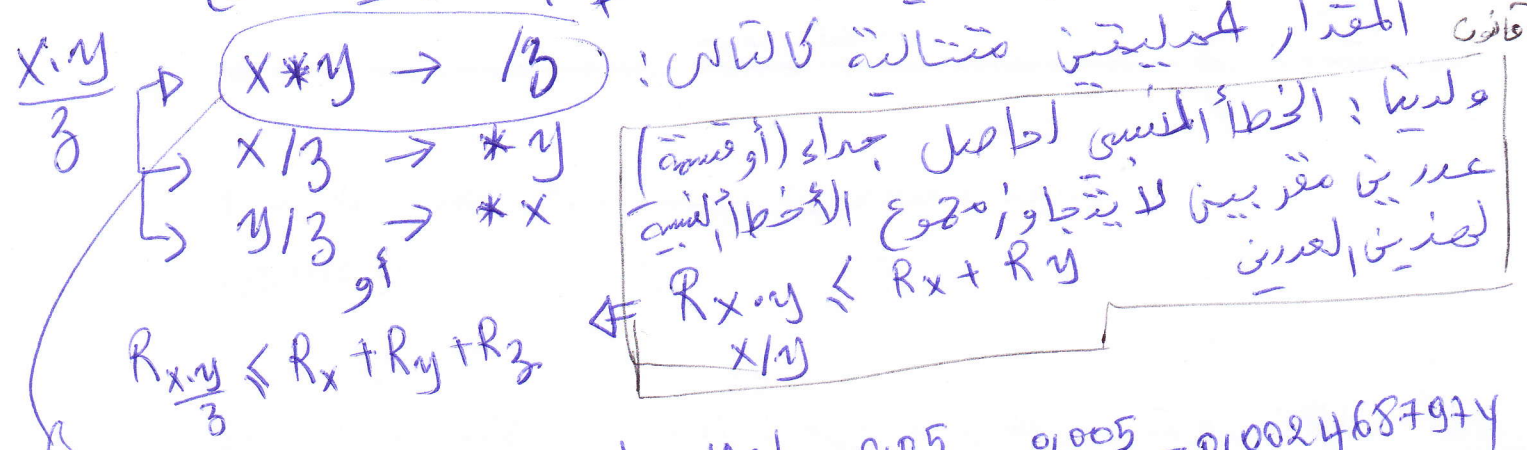 قانون
المقدار عمليتين متتالية كالتالي:
x.y/z
x*y → /z
x/z → *y
y/z → *x
أو
ولدينا: الخطأ النسبي لحاصل جداء (أو قسمة)
عددين مقربين لا يتجاوز مجموع الأخطاء النسبية
لهذين العددين
R x.y ≤ Rx + Ry
x/y
⇐
R x.y/z ≤ Rx + Ry + Rz
0,005 0,0024687974